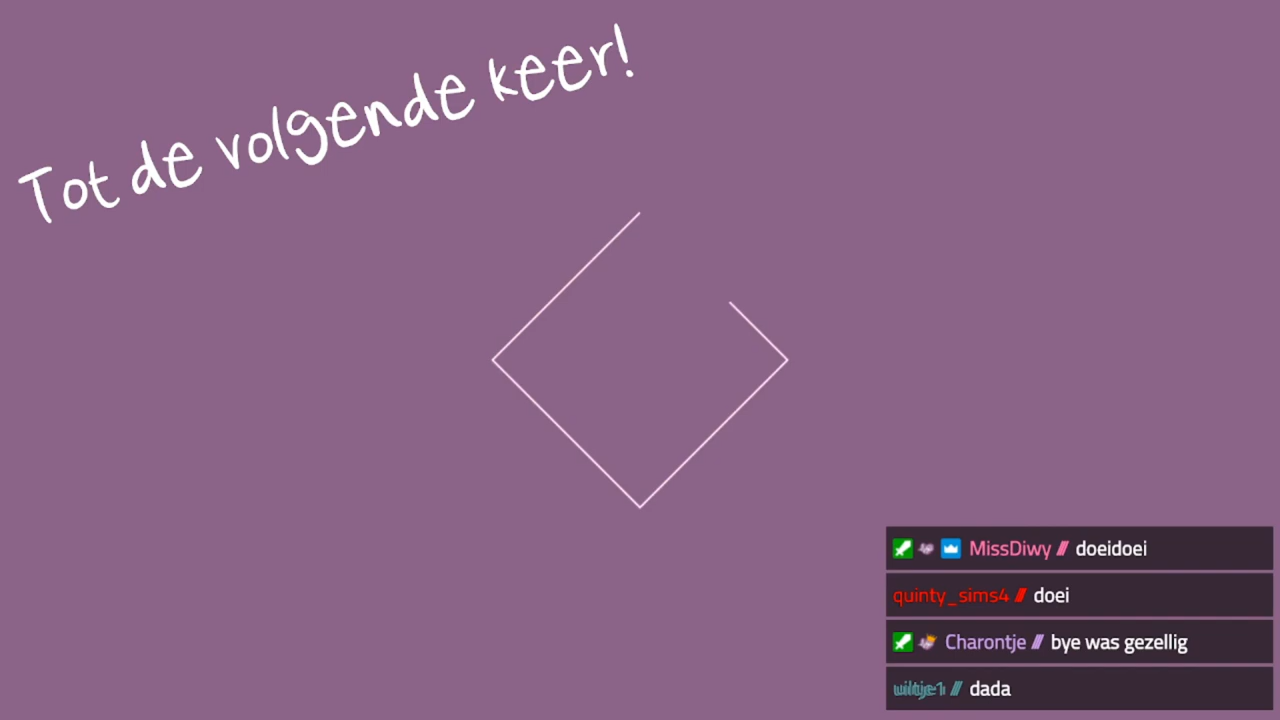 Tot de volgende keer!
MissDiwy // doeidoei
quinty_sims4 // doei
Charontje // bye was gezellig
// dada